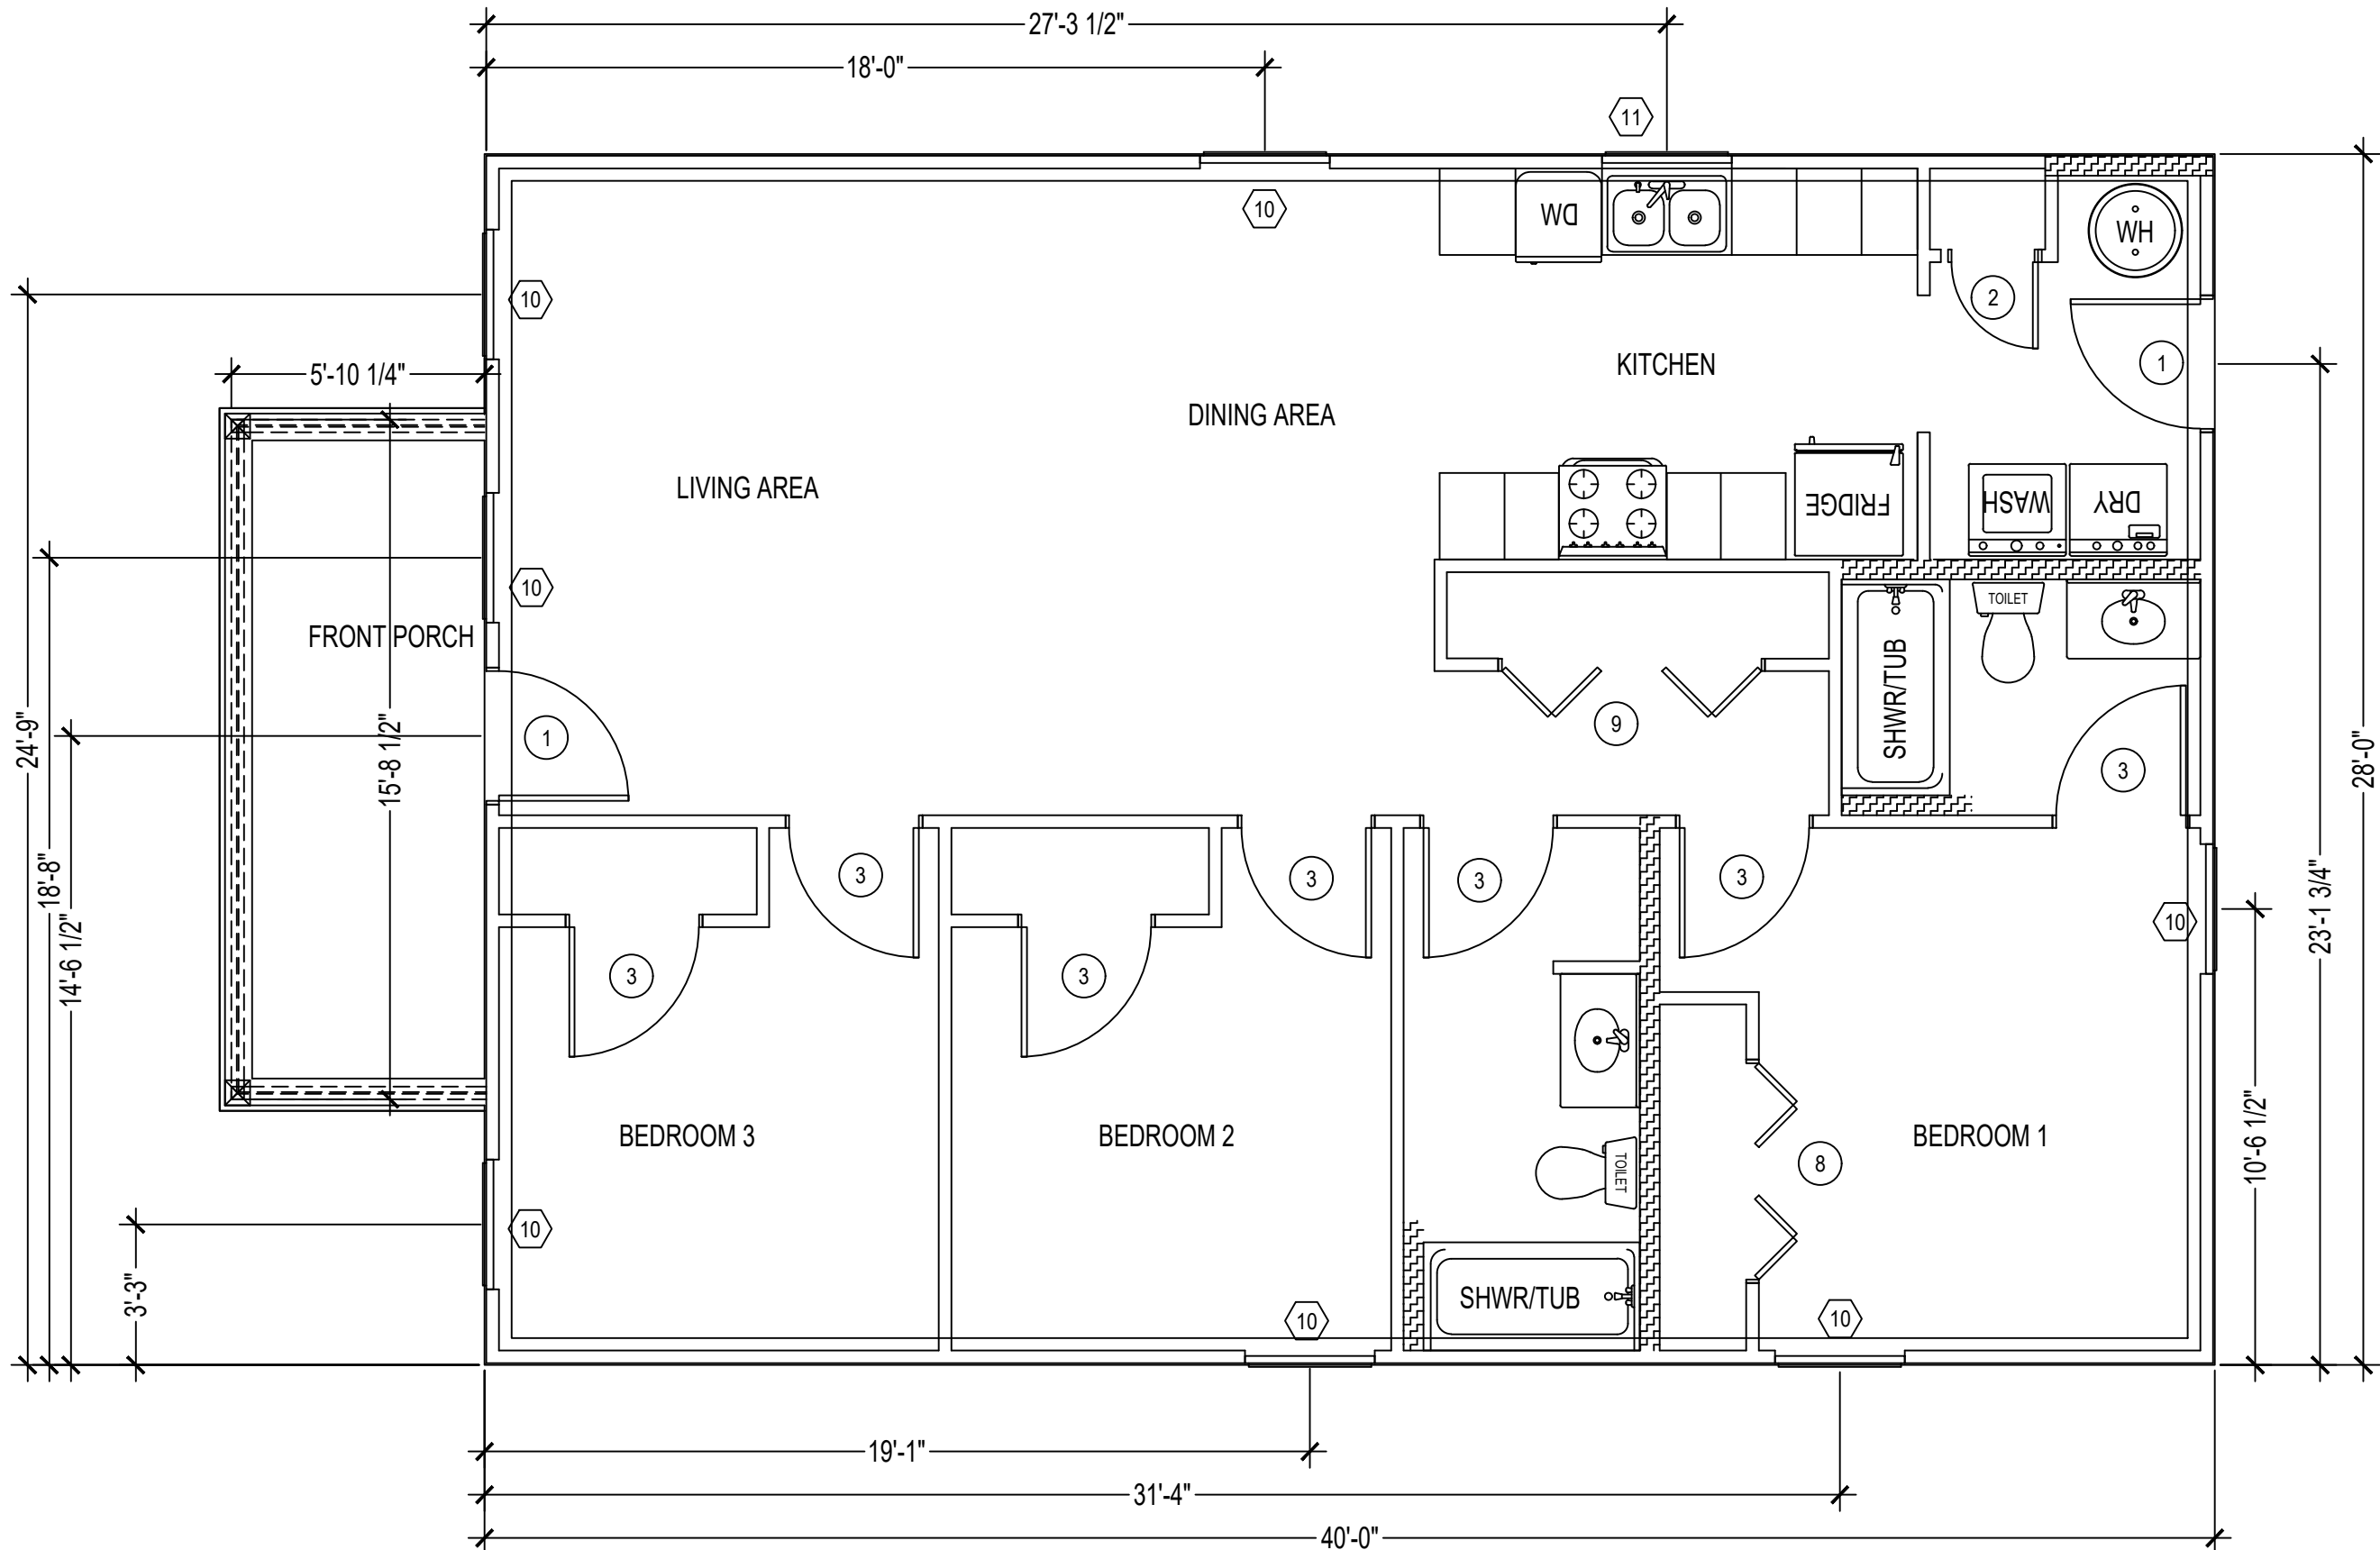 27'-3 1/2"
18'-0"
11
10
DW
WH
10
2
1
5'-10 1/4"
KITCHEN
DINING AREA
LIVING AREA
FRIDGE
WASH
DRY
10
TOILET
FRONT PORCH
SHWR/TUB
9
1
3
24'-9"
15'-8 1/2"
28'-0"
18'-8"
14'-6 1/2"
3
3
3
3
23'-1 3/4"
10
3
3
BEDROOM 3
BEDROOM 2
BEDROOM 1
10'-6 1/2"
TOILET
8
10
3'-3"
SHWR/TUB
10
10
19'-1"
31'-4"
40'-0"